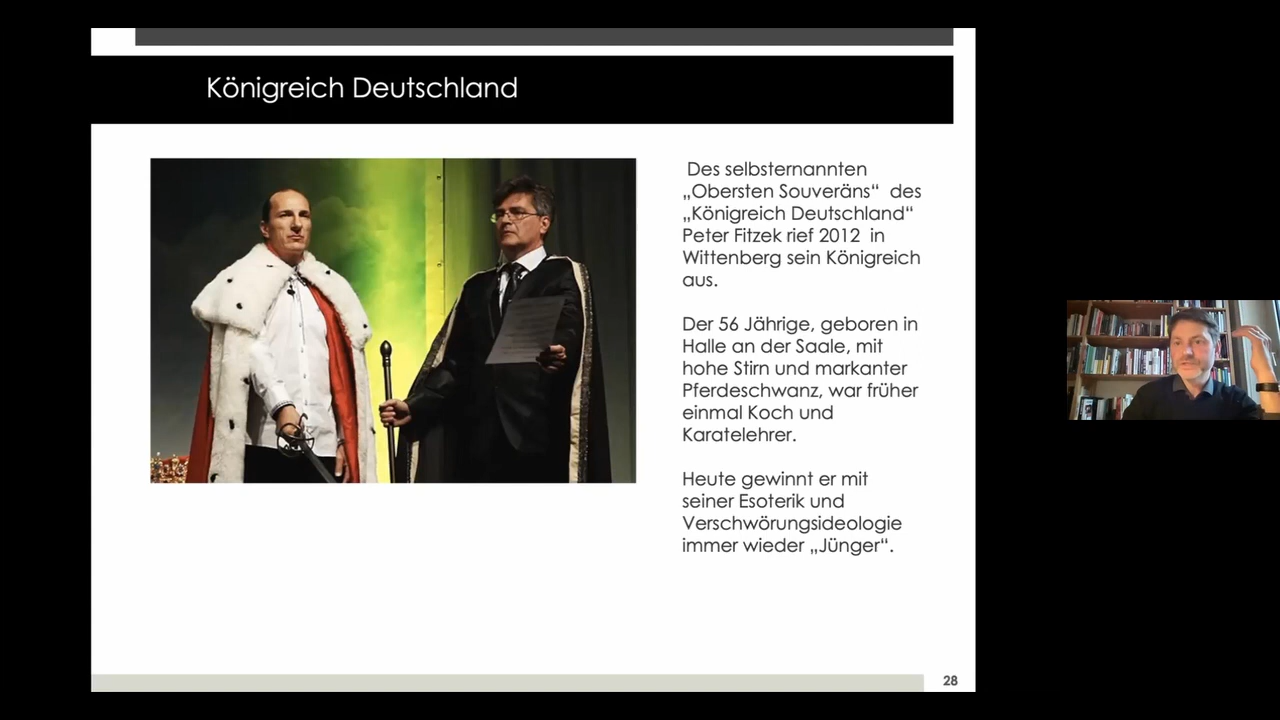 Königreich Deutschland
Des selbsternannten
„Obersten Souveräns“ des
„Königreich Deutschland“
Peter Fitzek rief 2012 in
Wittenberg sein Königreich
aus.
Der 56 Jährige, geboren in
Halle an der Saale, mit
hohe Stirn und markanter
Pferdeschwanz, war früher
einmal Koch und
Karatelehrer.
Heute gewinnt er mit
seiner Esoterik und
Verschwörungsideologie
immer wieder „Jünger“.
28